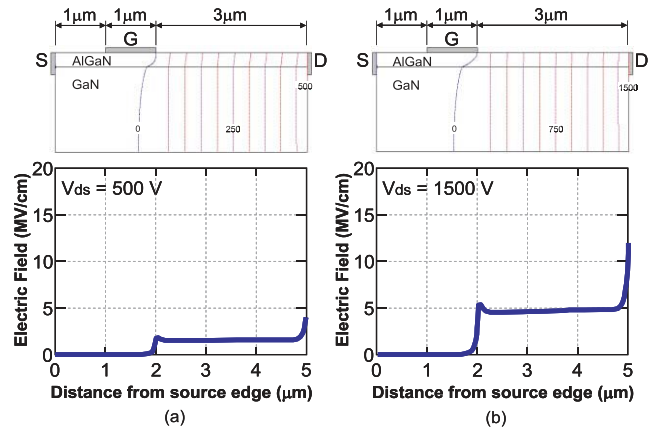 1μm 1μm 3μm
G
S AlGaN D
GaN 500
0 250
20
Vds = 500 V
15
10
5
0
0 1 2 3 4 5
Electric Field (MV/cm)
Distance from source edge (μm)
(a)
1μm 1μm 3μm
G
S AlGaN D
GaN 1500
0 750
20
Vds = 1500 V
15
10
5
0
0 1 2 3 4 5
Electric Field (MV/cm)
Distance from source edge (μm)
(b)